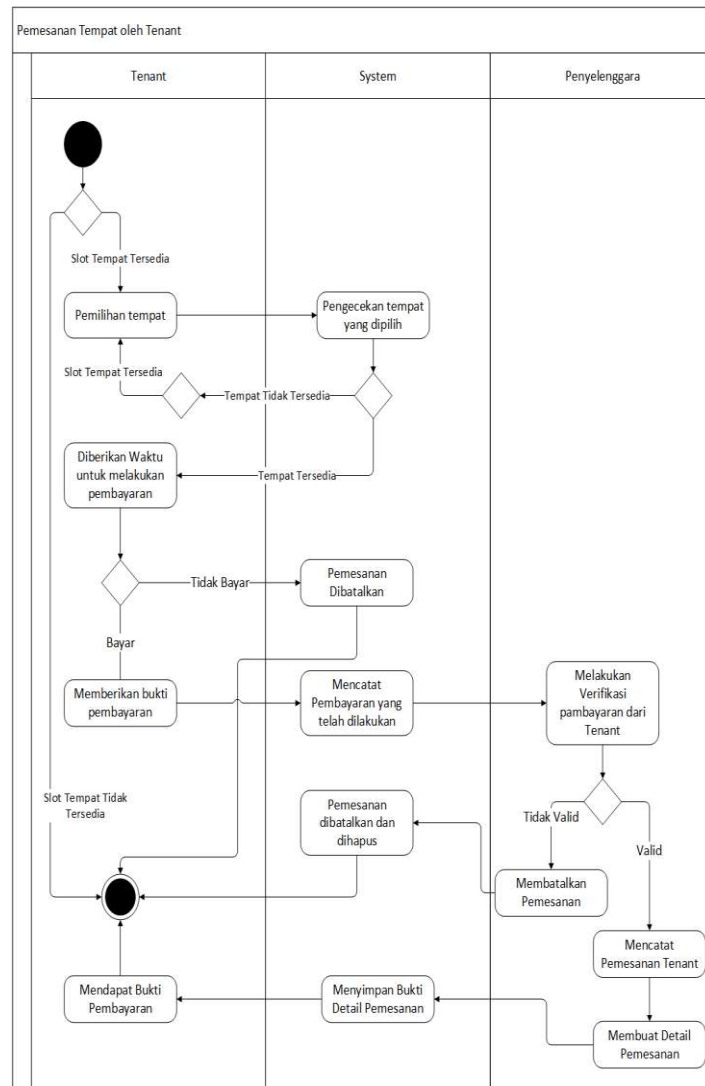 Pemesanan Tempat oleh Tenant
Tenant
System
Penyelenggara
Slot Tempat Tersedia
Pemilihan tempat
Pengecekan tempat
yang dipilih
Slot Tempat Tersedia
Tempat Tidak Tersedia
Diberikan Waktu
untuk melakukan
pembayaran
Tempat Tersedia
Tidak Bayar
Pemesanan
Dibatalkan
Bayar
Memberikan bukti
pembayaran
Mencatat
Pembayaran yang
telah dilakukan
Melakukan
Verifikasi
pambayaran dari
Tenant
Slot Tempat Tidak
Tersedia
Pemesanan
dibatalkan dan
dihapus
Tidak Valid
Valid
Membatalkan
Pemesanan
Mencatat
Pemesanan Tenant
Mendapat Bukti
Pembayaran
Menyimpan Bukti
Detail Pemesanan
Membuat Detail
Pemesanan